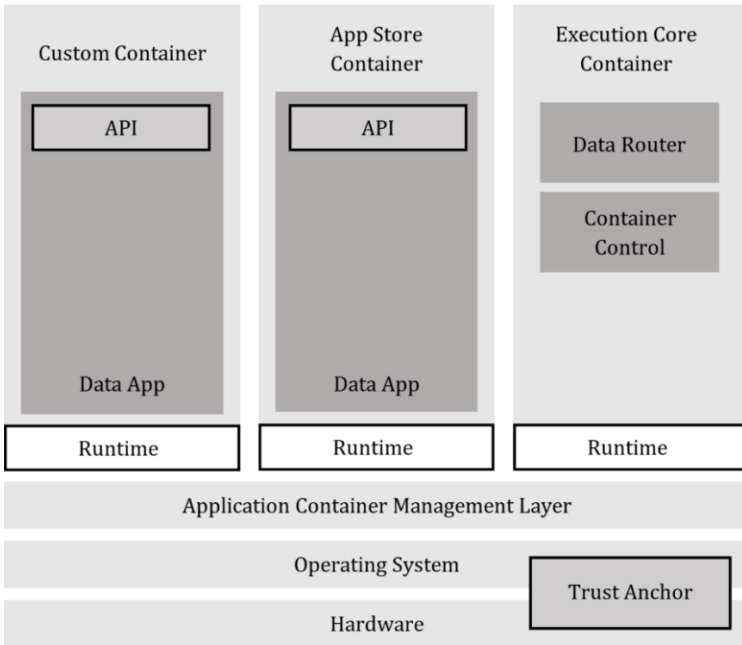 Custom Container
API
Data App
Runtime
App Store
Container
API
Data App
Runtime
Execution Core
Container
Data Router
Container
Control
Runtime
Application Container Management Layer
Operating System
Trust Anchor
Hardware